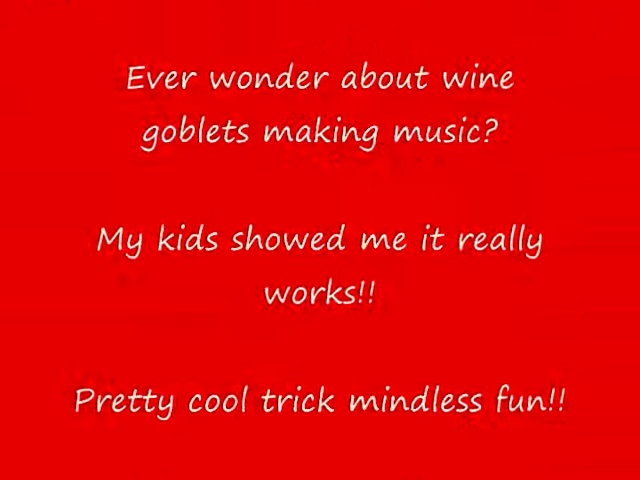 Ever wonder about wine
goblets making music?
My kids showed me it really
works!!
Pretty cool trick mindless fun!!